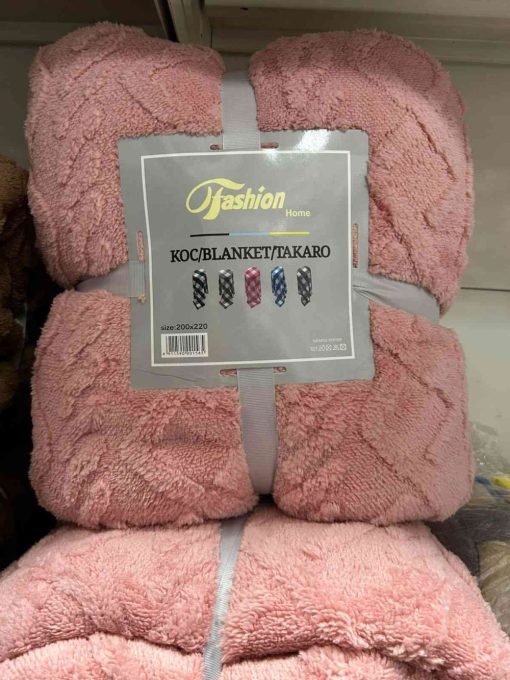 Fashion
Home
KOC/BLANKET/TAKARO
size:200x220